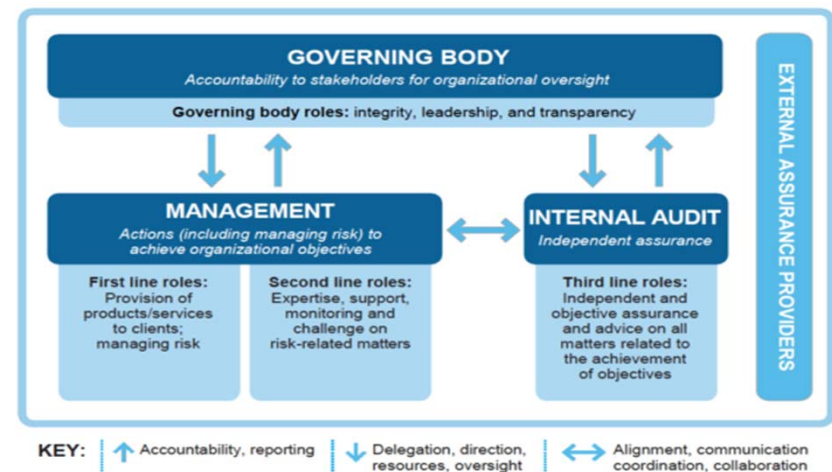 GOVERNING BODY
Accountability to stakeholders for organizational oversight
Governing body roles: integrity, leadership, and transparency
MANAGEMENT
Actions (including managing risk) to
achieve organizational objectives
First line roles:
Provision of
products/services
to clients;
managing risk
Second line roles:
Expertise, support,
monitoring and
challenge on
risk-related matters
INTERNAL AUDIT
Independent assurance
Third line roles:
Independent and
objective assurance
and advice on all
matters related to
the achievement
of objectives
EXTERNAL ASSURANCE PROVIDERS
KEY:
Accountability, reporting
Delegation, direction,
resources, oversight
Alignment, communication
coordination, collaboration